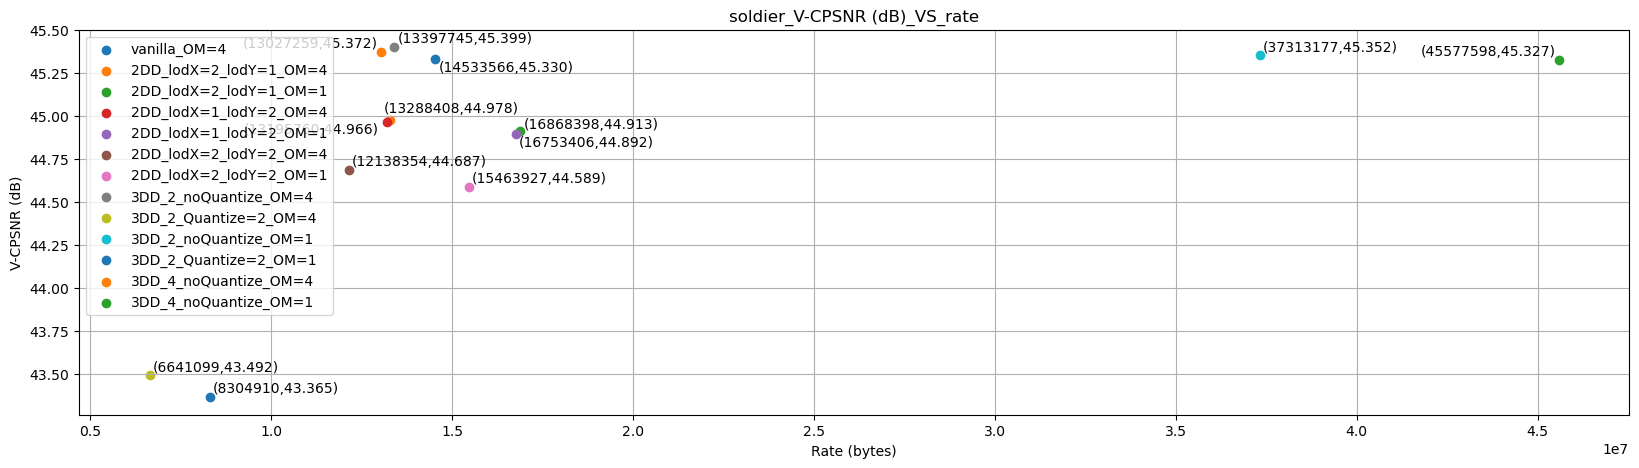 soldier_V-CPSNR (dB)_VS_rate
V-CPSNR (dB)
45.50
45.25
45.00
44.75
44.50
44.25
44.00
43.75
43.50
vanilla_OM=4
2DD_lodX=2_lodY=1_OM=4
2DD_lodX=2_lodY=1_OM=1
2DD_lodX=1_lodY=2_OM=4
2DD_lodX=1_lodY=2_OM=1
2DD_lodX=2_lodY=2_OM=4
2DD_lodX=2_lodY=2_OM=1
3DD_2_noQuantize_OM=4
3DD_2_Quantize=2_OM=4
3DD_2_noQuantize_OM=1
3DD_2_Quantize=2_OM=1
3DD_4_noQuantize_OM=4
3DD_4_noQuantize_OM=1
(13027259,45.372)
(13397745,45.399)
(14533566,45.330)
(37313177,45.352)
(45577598,45.327)
(13288408,44.978)
44.966)
(16868398,44.913)
(16753406,44.892)
(12138354,44.687)
(15463927,44.589)
(6641099,43.492)
(8304910,43.365)
0.5
1.0
1.5
2.0
2.5
3.0
3.5
4.0
4.5
1e7
Rate (bytes)